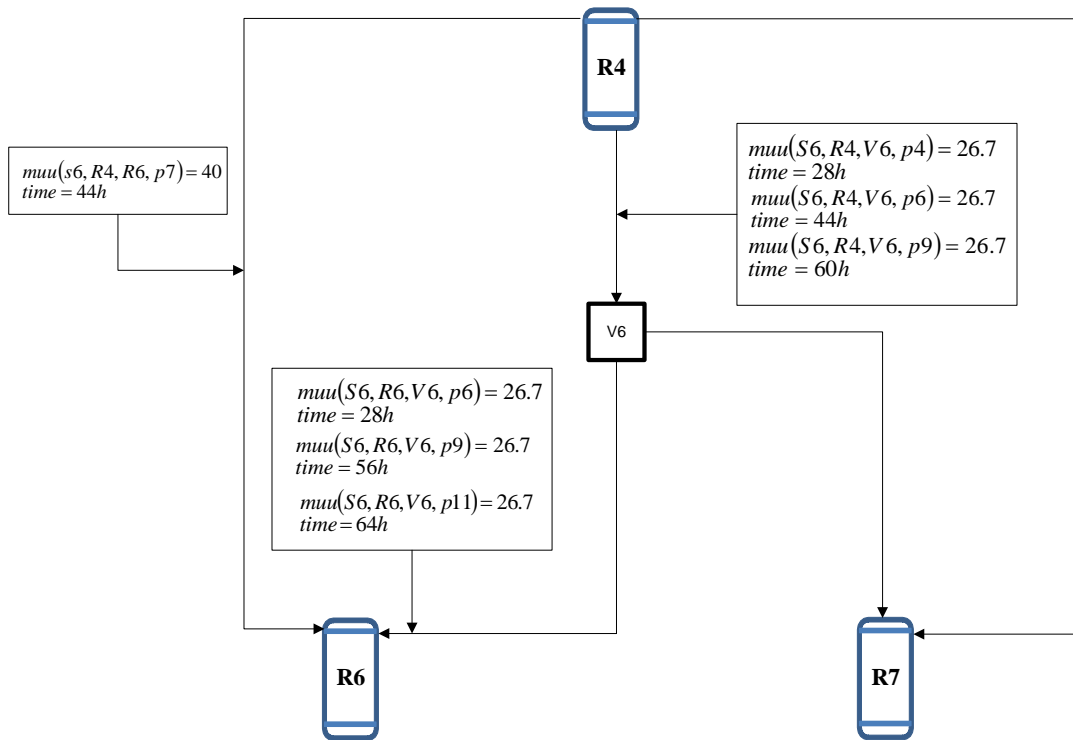 R4
muu(s6, R4, R6, p7) = 40
time = 44h
muu(S6, R4, V6, p4) = 26.7
time = 28h
muu(S6, R4, V6, p6) = 26.7
time = 44h
muu(S6, R4, V6, p9) = 26.7
time = 60h
V6
muu(S6, R6, V6, p6) = 26.7
time = 28h
muu(S6, R6, V6, p9) = 26.7
time = 56h
muu(S6, R6, V6, p11) = 26.7
time = 64h
R6
R7